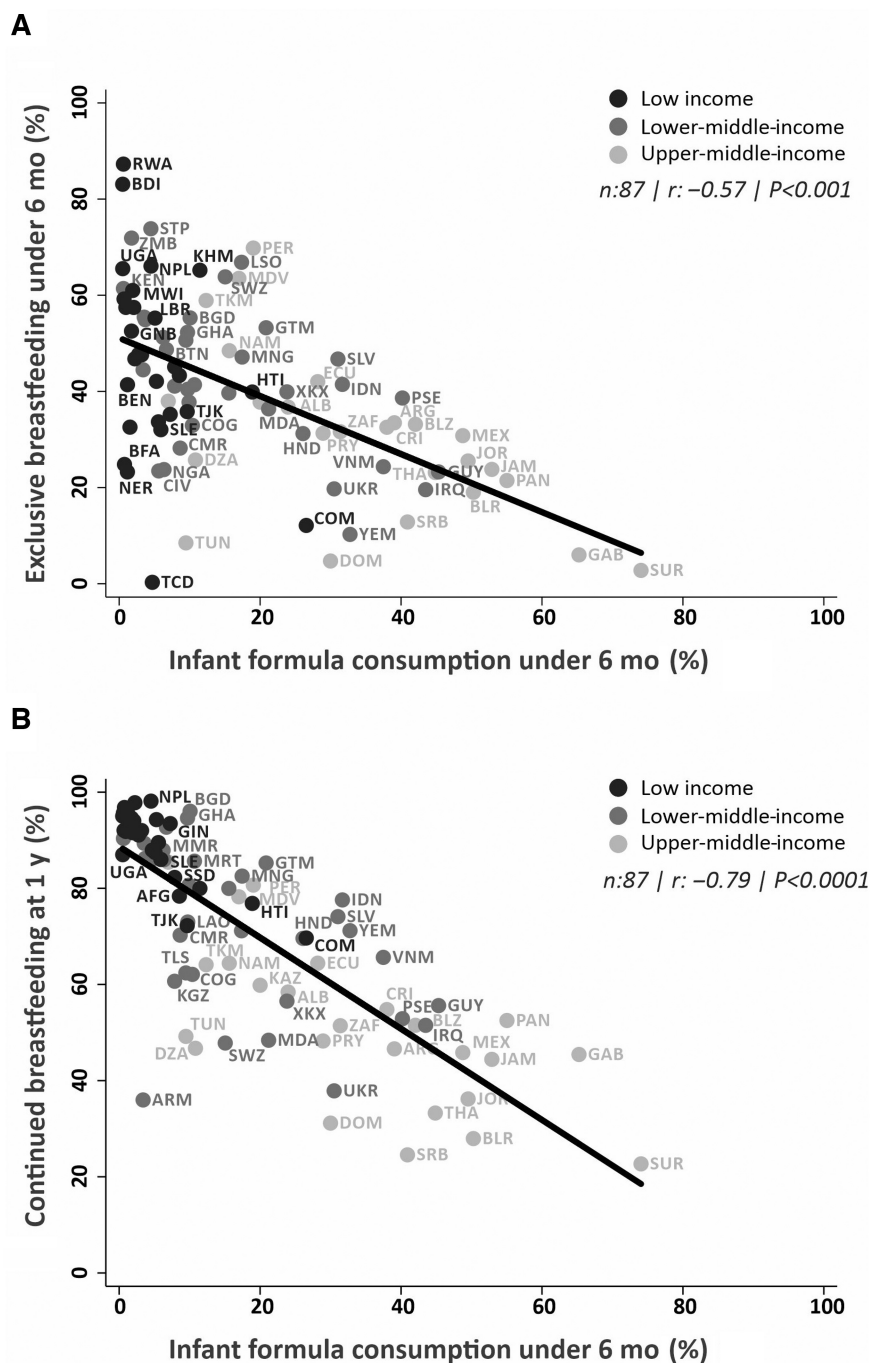 A
Exclusive breastfeeding under 6 mo (%)
100
80
60
40
20
0
Low income
Lower-middle-income
Upper-middle-income
n:87 | r: −0.57 | P<0.001
RWA
BDI
STP
ZMB
UGA
NPL
KHM
PER
LSO
MDV
SWZ
KEN
MWI
TKM
LBR
BGD
GNB
GHA
GTM
NAM
BTN
MNG
SLV
ECU
HTI
XKX
IDN
BEN
ALB
PSE
TJK
ARG
SLE
COG
MDA
ZAF
BLZ
HND
PRY
CRI
MEX
BFA
CMR
DZA
JOR
VNM
THA
GUY
JAM
NER
NGA
CIV
UKR
IRQ
PAN
BLR
COM
YEM
SRB
TUN
DOM
GAB
SUR
TCD
0 20 40 60 80 100
Infant formula consumption under 6 mo (%)
B
Continued breastfeeding at 1 y (%)
100
80
60
40
20
0
Low income
Lower-middle-income
Upper-middle-income
n:87 | r: −0.79 | P<0.0001
NPL
BGD
GHA
GIN
MMR
SLE
MRT
GTM
UGA
SSD
MNG
PER
AFG
MDV
HTI
IDN
TJK
LAO
HND
SLV
CMR
COM
YEM
TLS
TKM
NAM
ECU
VNM
KGZ
COG
KAZ
ALB
XKX
CRI
PSE
GUY
TUN
ZAF
BLZ
PAN
DZA
SWZ
MDA
PRY
IRQ
ARG
MEX
JAM
GAB
ARM
UKR
JOR
DOM
THA
BLR
SRB
SUR
0 20 40 60 80 100
Infant formula consumption under 6 mo (%)